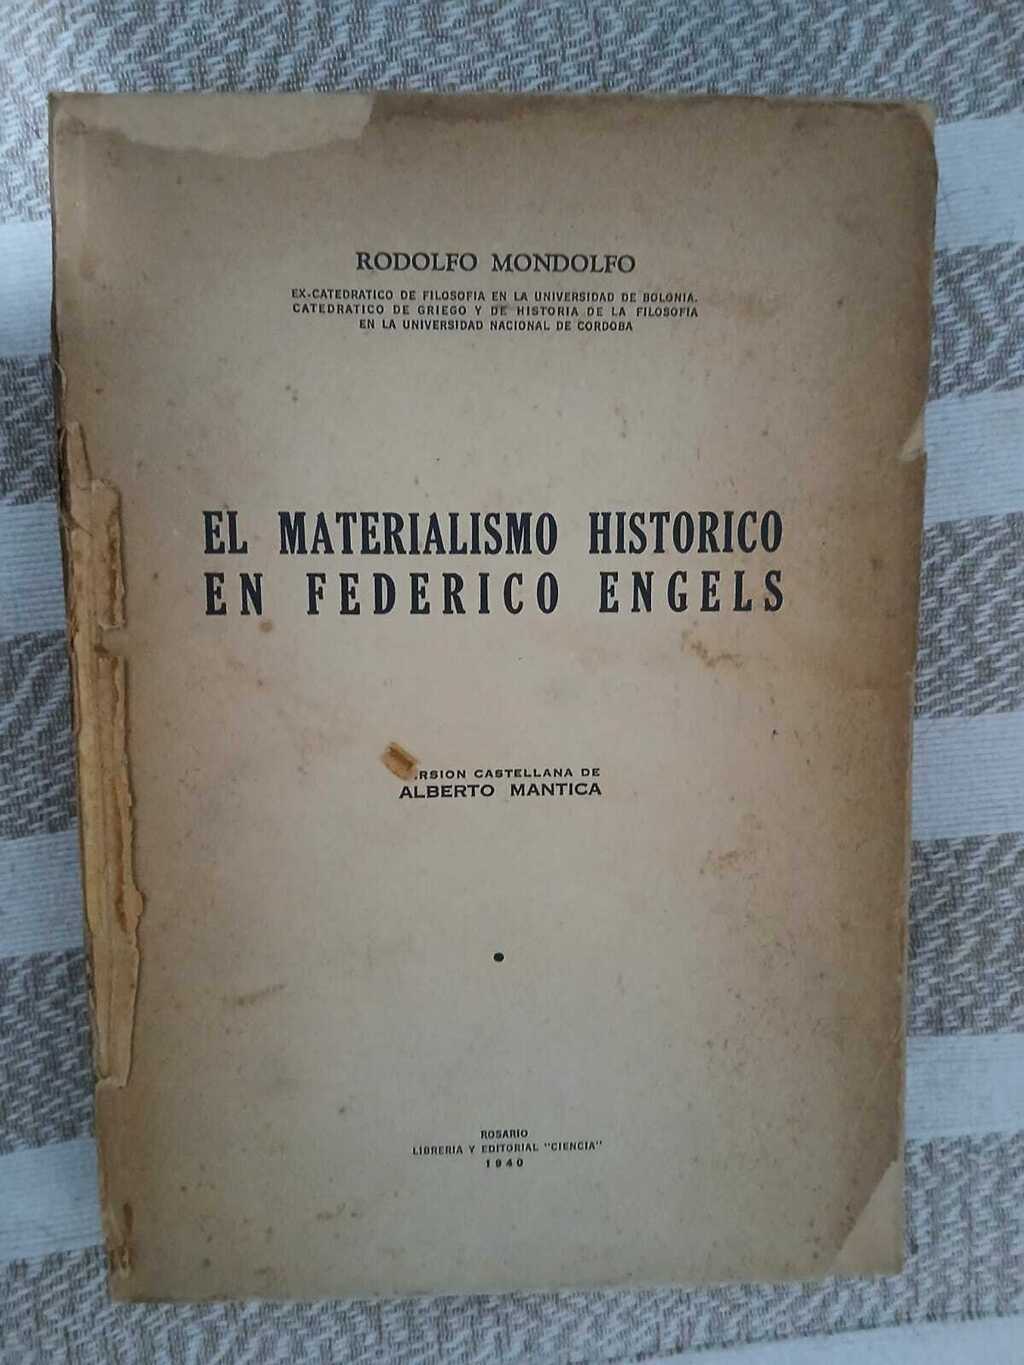 RODOLFO MONDOLFO
EX-CATEDRATICO DE FILOSOFIA EN LA UNIVERSIDAD DE BOLONIA.
CATEDRATICO DE GRIEGO Y DE HISTORIA DE LA FILOSOFIA
EN LA UNIVERSIDAD NACIONAL DE CORDOBA
EL MATERIALISMO HISTORICO
EN FEDERICO ENGELS
RSION CASTELLANA DE
ALBERTO MANTICA
ROSARIO
LIBRERIA Y EDITORIAL "CIENCIA"
1940